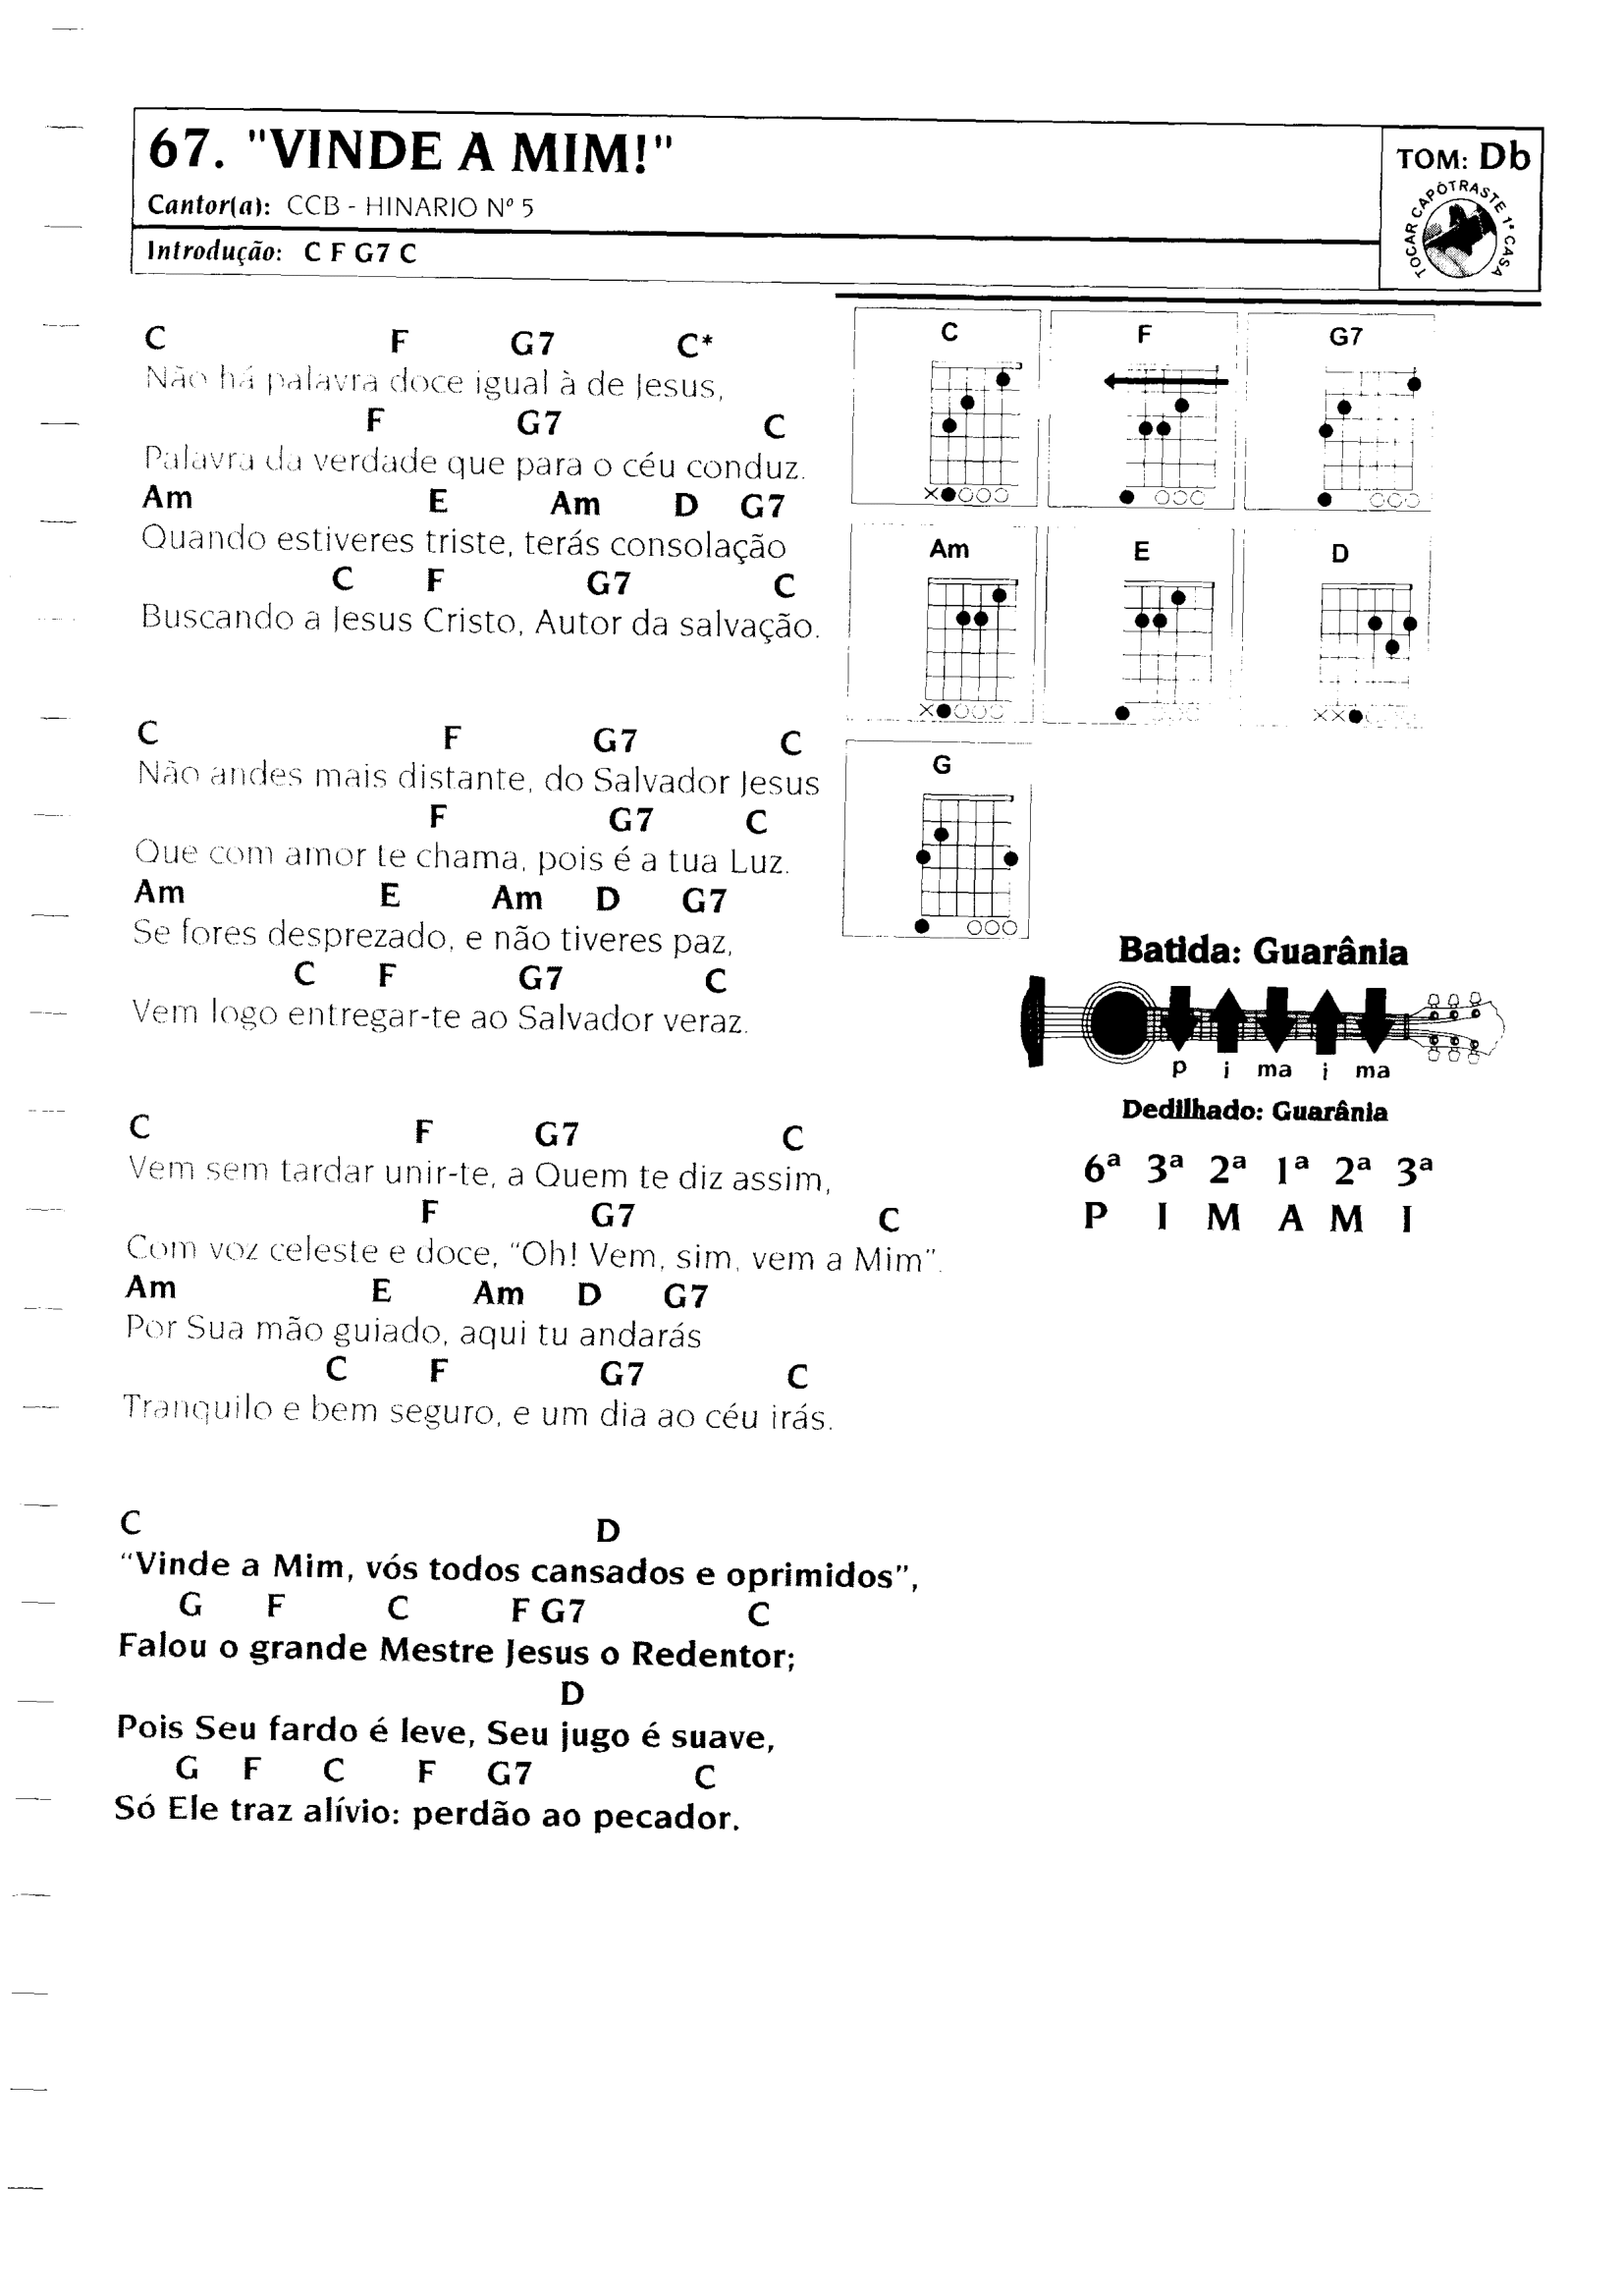 67. "VINDE A MIM!"
Cantor(a): CCB - HINARIO Nº 5
Introdução: C F G7 C
TOM: Db
TOCAR CAPÔTRASTE 1ª CASA
C F G7 C*
Não há palavra doce igual à de Jesus,
F G7 C
Palavra da verdade que para o céu conduz.
Am E Am D G7
Quando estiveres triste, terás consolação
C F G7 C
Buscando a Jesus Cristo, Autor da salvação.
C F G7 C
Não andes mais distante, do Salvador Jesus
F G7 C
Que com amor te chama, pois é a tua Luz.
Am E Am D G7
Se fores desprezado, e não tiveres paz,
C F G7 C
Vem logo entregar-te ao Salvador veraz.
C F G7 C
Vem sem tardar unir-te, a Quem te diz assim,
F G7 C
Com voz celeste e doce, “Oh! Vem, sim, vem a Mim”.
Am E Am D G7
Por Sua mão guiado, aqui tu andarás
C F G7 C
Tranquilo e bem seguro, e um dia ao céu irás.
C D
“Vinde a Mim, vós todos cansados e oprimidos”,
G F C F G7 C
Falou o grande Mestre Jesus o Redentor;
D
Pois Seu fardo é leve, Seu jugo é suave,
G F C F G7 C
Só Ele traz alívio: perdão ao pecador.
C F G7
Am E D
G
Batida: Guarânia
p i ma i ma
Dedilhado: Guarânia
6ª 3ª 2ª 1ª 2ª 3ª
P I M A M I